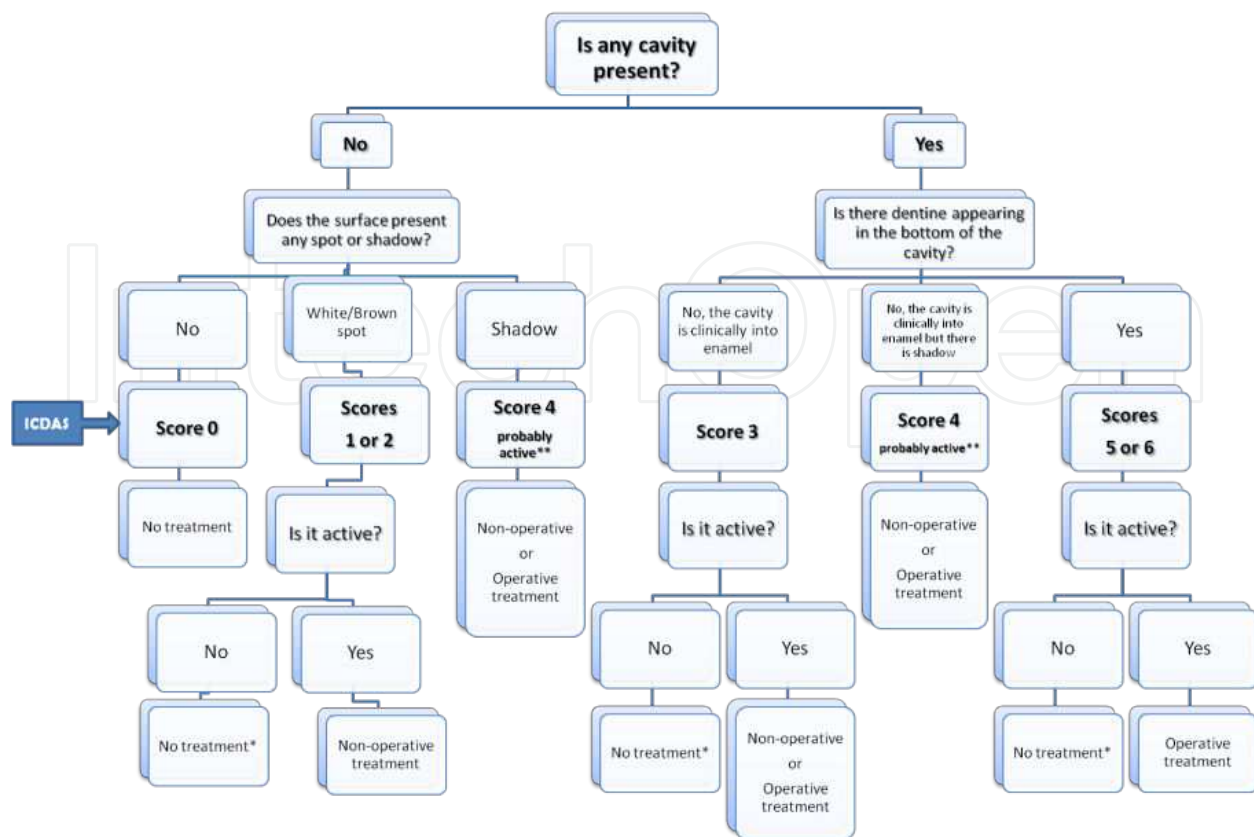 Is any cavity
present?
No
Yes
Does the surface present
any spot or shadow?
Is there dentine appearing
in the bottom of the
cavity?
No
White/Brown
spot
Shadow
No, the cavity
is clinically into
enamel
No, the cavity is
clinically into
enamel but there
is shadow
Yes
ICDAS
Score 0
Scores
1 or 2
Score 4
probably
active**
Score 3
Score 4
probably active**
Scores
5 or 6
No treatment
Is it active?
Non-operative
or
Operative
treatment
Is it active?
Non-operative
or
Operative
treatment
Is it active?
No
Yes
No
Yes
No
Yes
No treatment*
Non-operative
treatment
No treatment*
Non-operative
or
Operative
treatment
No treatment*
Operative
treatment
IntechOpen